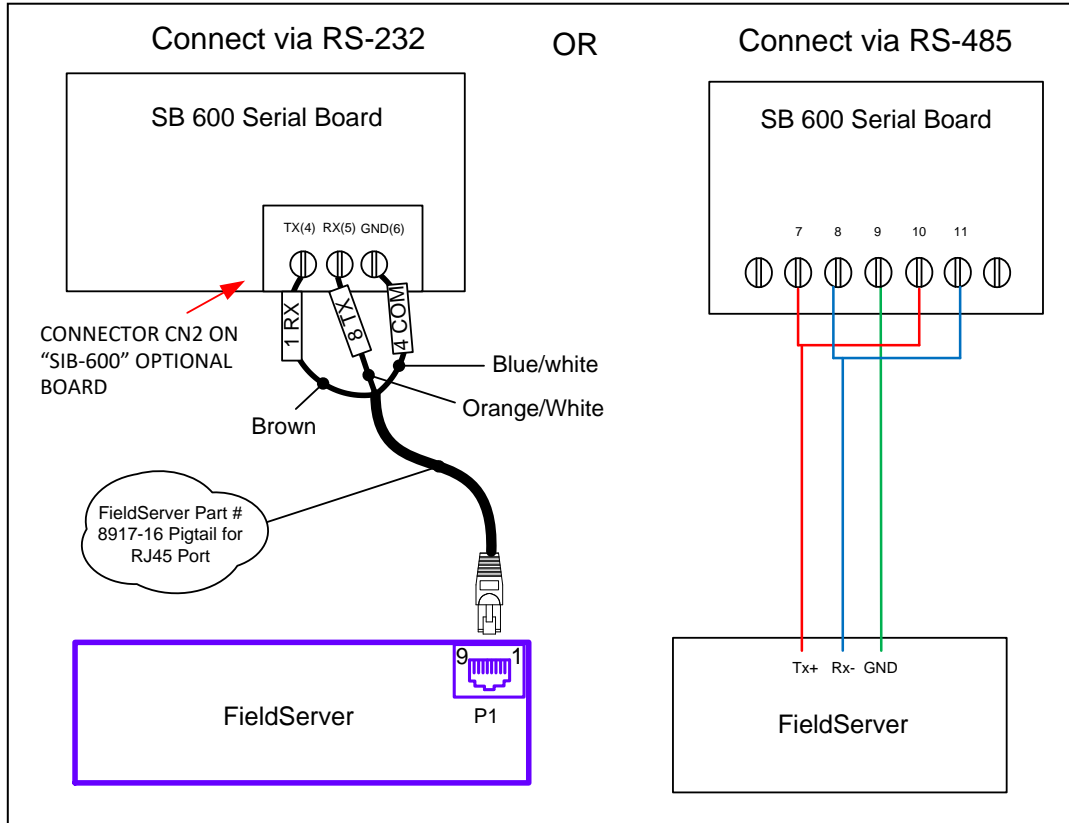 Connect via RS-232
OR
Connect via RS-485
SB 600 Serial Board
TX(4) RX(5) GND(6)
1 RX
8 TX
4 COM
CONNECTOR CN2 ON
“SIB-600” OPTIONAL
BOARD
Blue/white
Orange/White
Brown
FieldServer Part #
8917-16 Pigtail for
RJ45 Port
9 1
P1
FieldServer
SB 600 Serial Board
7 8 9 10 11
Tx+ Rx- GND
FieldServer